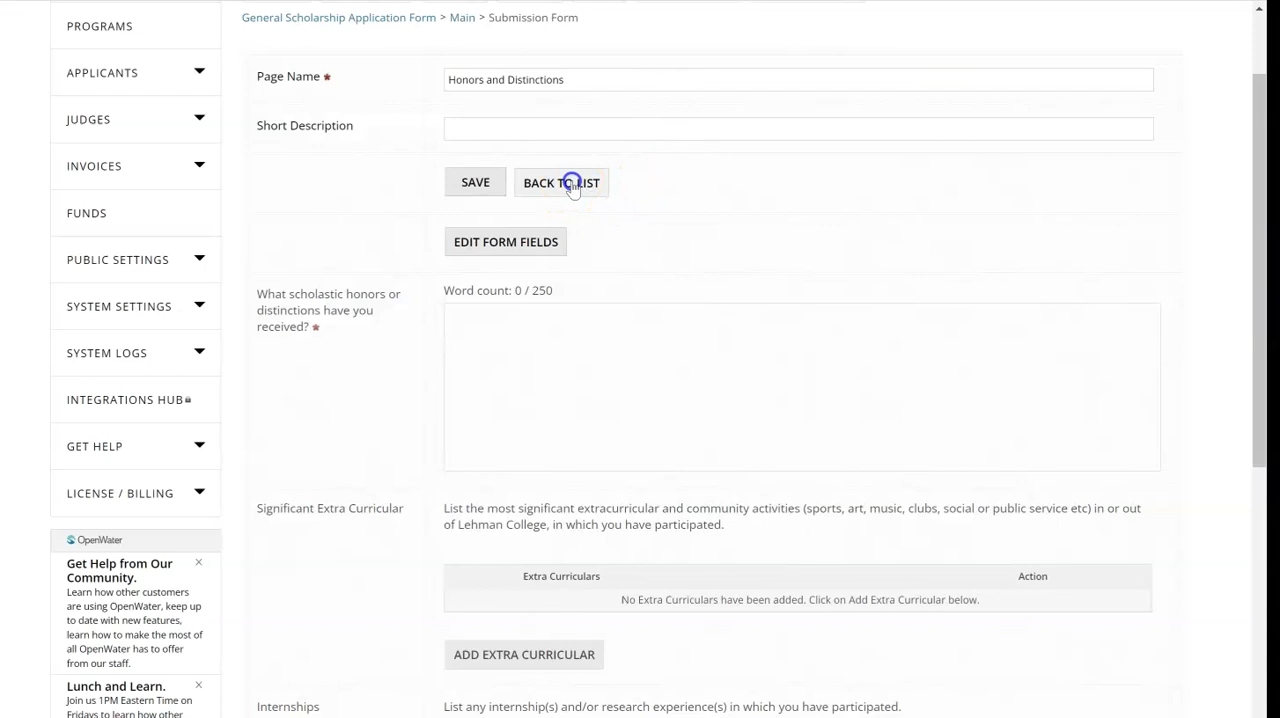 PROGRAMS
APPLICANTS
JUDGES
INVOICES
FUNDS
PUBLIC SETTINGS
SYSTEM SETTINGS
SYSTEM LOGS
INTEGRATIONS HUB
GET HELP
LICENSE / BILLING
OpenWater
Get Help from Our
Community.
Learn how other customers
are using OpenWater, keep up
to date with new features,
learn how to make the most of
all OpenWater has to offer
from our staff.
Lunch and Learn.
Join us 1PM Eastern Time on
Fridays to learn how other
General Scholarship Application Form > Main > Submission Form
Page Name *
Honors and Distinctions
Short Description
SAVE
BACK TO LIST
EDIT FORM FIELDS
What scholastic honors or
distinctions have you
received? *
Word count: 0 / 250
Significant Extra Curricular
List the most significant extracurricular and community activities (sports, art, music, clubs, social or public service etc) in or out
of Lehman College, in which you have participated.
Extra Curriculars
Action
No Extra Curriculars have been added. Click on Add Extra Curricular below.
ADD EXTRA CURRICULAR
Internships
List any internship(s) and/or research experience(s) in which you have participated.